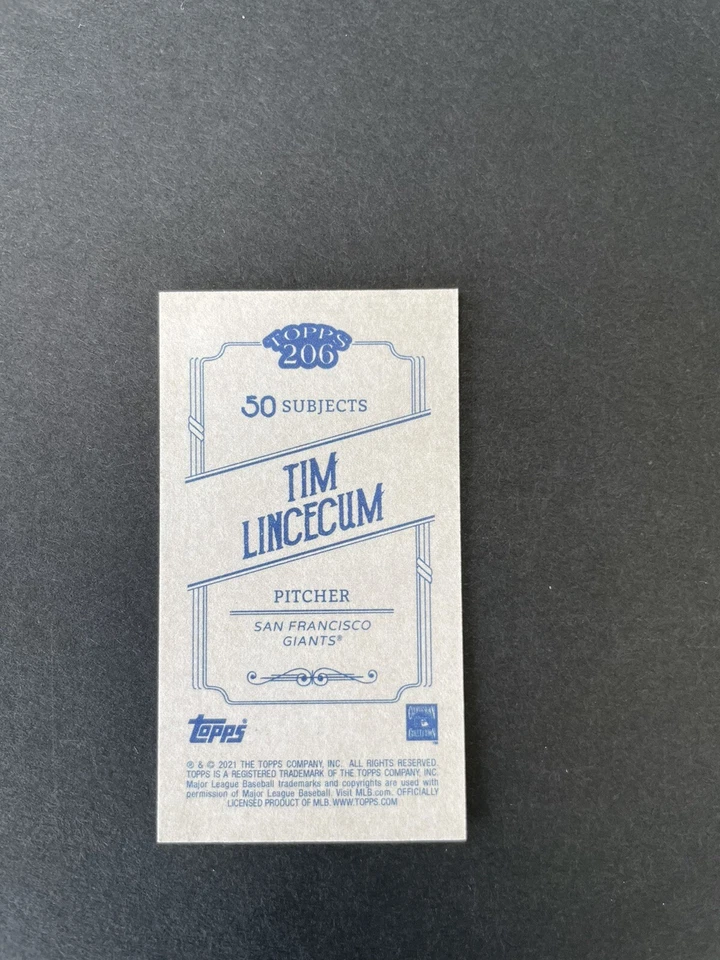 TOPPS
206
50 SUBJECTS
TIM
LINCECUM
PITCHER
SAN FRANCISCO
GIANTS®
topps®
COOPERSTOWN
COLLECTION
® & © 2021 THE TOPPS COMPANY, INC. ALL RIGHTS RESERVED.
TOPPS IS A REGISTERED TRADEMARK OF THE TOPPS COMPANY, INC.
Major League Baseball trademarks and copyrights are used with
permission of Major League Baseball. Visit MLB.com. OFFICIALLY
LICENSED PRODUCT OF MLB. WWW.TOPPS.COM